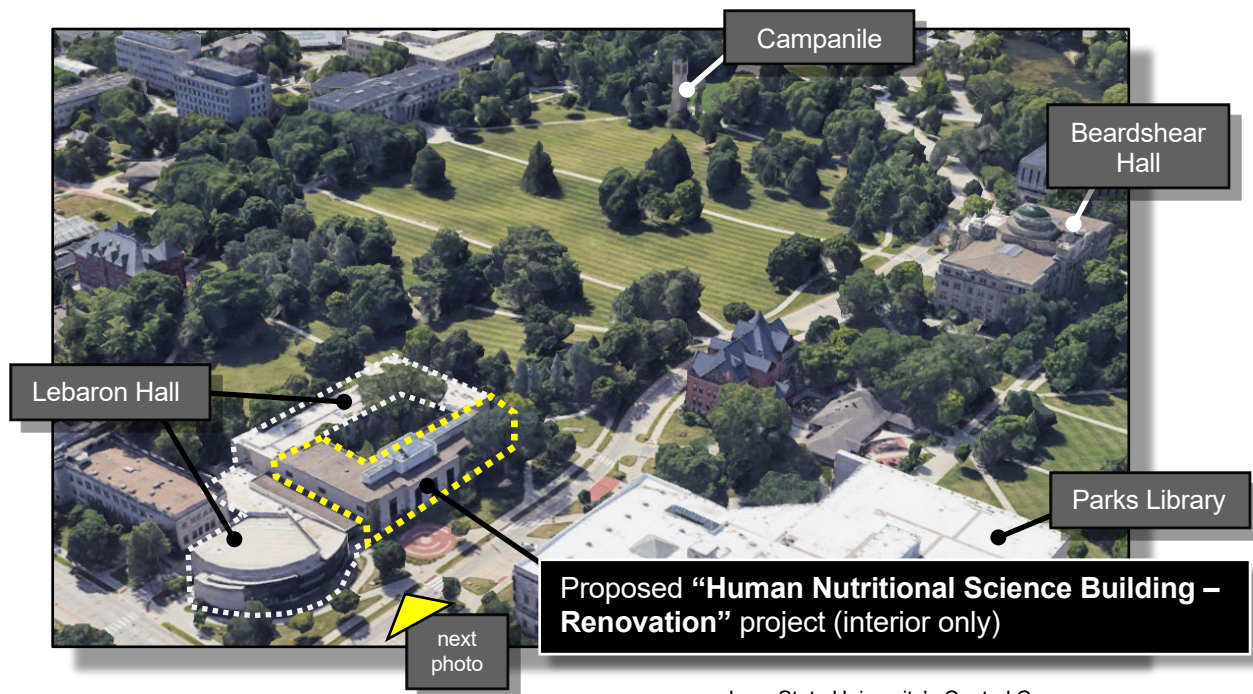 Campanile
Beardshear
Hall
Lebaron Hall
Parks Library
Proposed “Human Nutritional Science Building –
Renovation” project (interior only)
next
photo